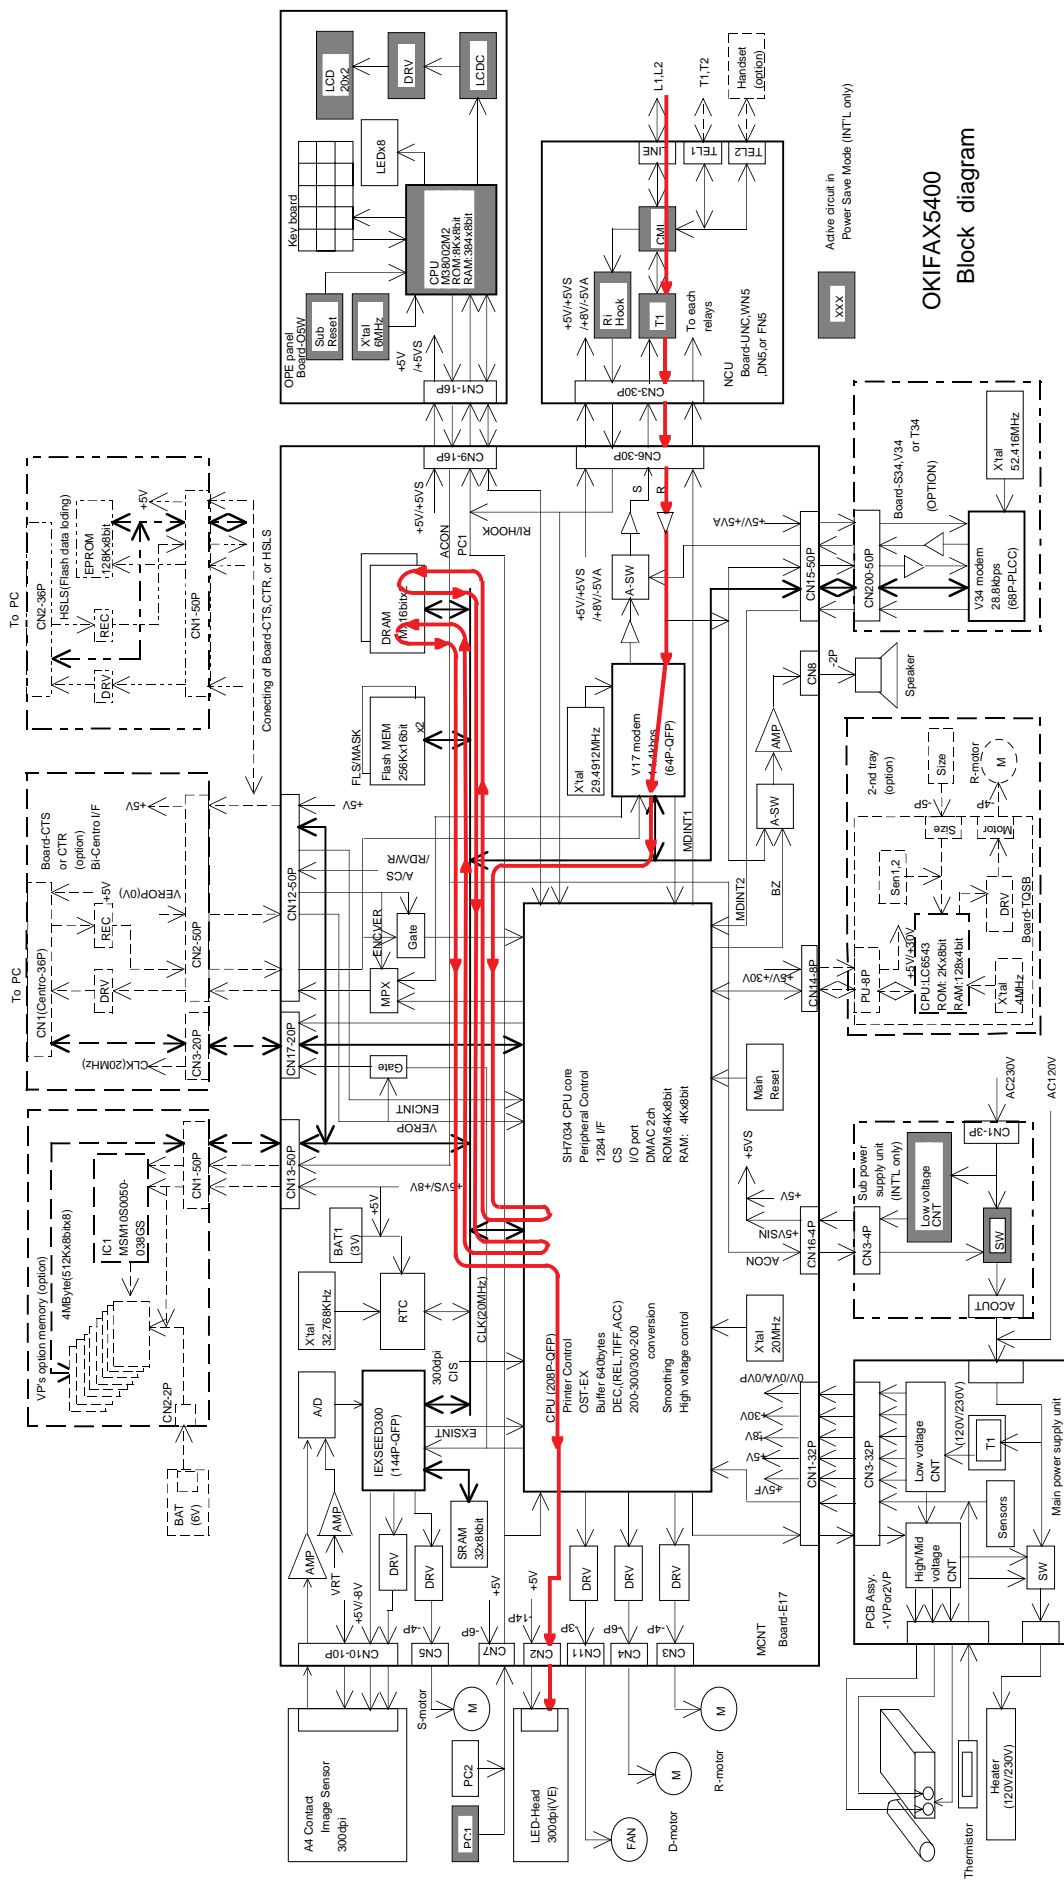 OKIFAX5400
Block diagram
XXX
Active circuit in
Power Save Mode (INT'L only)
LCD
20x2
DRV
LCDC
Key board
LEDx8
CPU
M38002M2
ROM:8Kx8bit
RAM:384x8bit
Sub
Reset
X'tal
6MHz
OPE panel
Board-O5W
+5V
/+5VS
CN1-16P
L1,L2
T1,T2
Handset
(option)
LINE
TEL1
TEL2
CML
Ri
Hook
T1
+5V/+5VS
/+8V/-5VA
To each
relays
NCU
Board-UNC,WN5
,DN5,or FN5
CN3-30P
To PC
CN2-36P
HSLS(Flash data loding)
EPROM
128Kx8bit
+5V
REC
DRV
CN1-50P
Conecting of Board-CTS,CTR, or HSLS
To PC
CN1(Centro-36P)
Board-CTS
or CTR
(option)
Bi-Centro I/F
+5V
REC
DRV
VEROP(0V)
+5V
CN2-50P
CN3-20P
CLK(20MHz)
VP's option memory (option)
4MByte(512Kx8bitx8)
IC1
MSM10S0050-
038GS
CN1-50P
CN2-2P
BAT
(6V)
CN9-16P
+5V/+5VS
ACON
PC1
RI/HOOK
CN6-30P
S
R
+5V/+5VS
/+8V/-5VA
A-SW
DRAM
FLS/MASK
Flash MEM
256Kx16bit
x2
X'tal
29.4912MHz
V17 modem
14.4kbps
(64P-QFP)
MDINT1
MDINT2
BZ
+5V/+5VA
CN15-50P
CN200-50P
Board-S34,V34
or T34
(OPTION)
X'tal
52.416MHz
V34 modem
28.8kbps
(68P-PLCC)
CN8
-2P
Speaker
AMP
A-SW
CN12-50P
+5V
/RD/WR
A/CS
ENCVER
Gate
MPX
CN17-20P
Gate
ENCINT
VEROP
CN13-50P
+5VS/+8V
+5V
BAT1
(3V)
X'tal
32.768KHz
RTC
CLK(20MHz)
SH7034 CPU core
Peripheral Control
1284 I/F
CS
I/O port
DMAC 2ch
ROM:64Kx8bit
RAM: 4Kx8bit
CPU (208P-QFP)
Printer Control
OST-EX
Buffer 640bytes
DEC,(REL,TIFF,ACC)
200-300/300-200
conversion
Smoothing
High voltage control
Main
Reset
X'tal
20MHz
+5V/+30V
CN14-8P
PU-8P
2-nd tray
(option)
Size
-5P
R-motor
M
-4P
Size
Motor
Sen1,2
DRV
+5V/+30V
CPU:LC6543
ROM: 2Kx8bit
RAM:128x4bit
X'tal
4MHz
Board-TQSB
+5VS
+5V
+5VSIN
ACON
CN16-4P
CN3-4P
Sub power
supply unit
(INT'L only)
Low voltage
CNT
SW
CN1-3P
ACOUT
AC230V
AC120V
A/D
AMP
AMP
VRT
300dpi
CIS
IEXSEED300
(144P-QFP)
EXSINT
SRAM
32x8kbit
DRV
DRV
+5V/-8V
CN10-10P
-4P
CN5
+5V
-6P
CN7
+5V
-14P
CN2
DRV
-3P
CN11
DRV
-6P
CN4
DRV
-4P
CN3
MCNT
Board-E17
0V/0VA/0VP
+30V
+8V
+5V
+5VF
CN1-32P
CN3-32P
Low voltage
CNT
(120V/230V)
T1
Sensors
High/Mid
voltage
CNT
SW
PCB Assy.
-1VPor2VP
Main power supply unit
A4 Contact
Image Sensor
300dpi
S-motor
M
PC2
PC1
LED-Head
300dpi(VE)
FAN
D-motor
M
R-motor
M
Thermistor
Heater
(120V/230V)